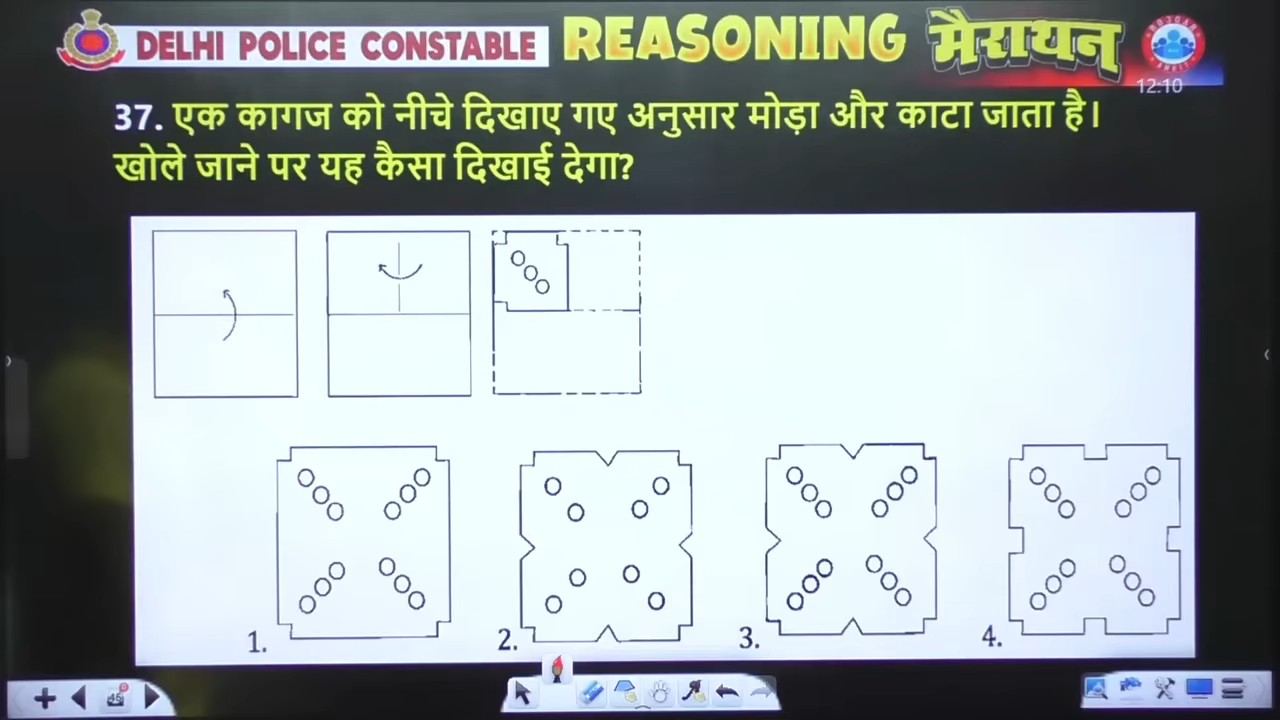 DELHI POLICE CONSTABLE REASONING मैराथन
12:10
37. एक कागज को नीचे दिखाए गए अनुसार मोड़ा और काटा जाता है।
खोले जाने पर यह कैसा दिखाई देगा?
1. 2. 3. 4.
45